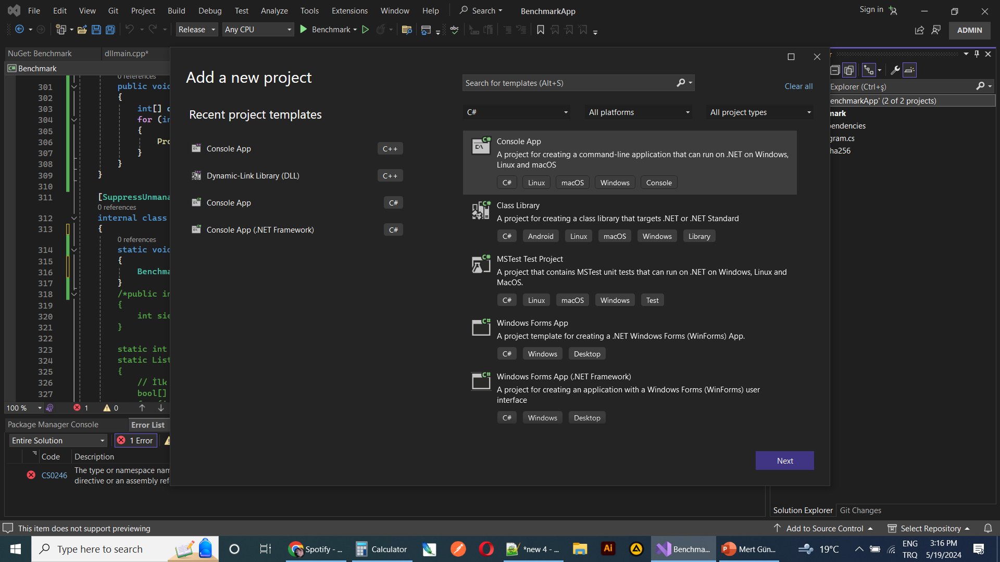 File Edit View Git Project Build Debug Test Analyze Tools Extensions Window Help Search BenchmarkApp Sign in
Release Any CPU Benchmark abc ADMIN
NuGet: Benchmark dllmain.cpp*
C# Benchmark
0 references
301 public void
302 {
303 int[]
304 for (in
305 {
306 Pro
307 }
308 }
309 }
310
311 [SuppressUnmana
0 references
312 internal class
313 {
0 references
314 static void
315 {
316 Benchma
317 }
318 /*public in
319 {
320 int sie
321 }
322
323 static int
324 static List
325 {
326 // İlk
327 bool[]
100 % 1 0
Package Manager Console Error List
Entire Solution 1 Error
Code Description
CS0246 The type or namespace nam
directive or an assembly ref
Add a new project
Recent project templates
Console App C++
Dynamic-Link Library (DLL) C++
Console App C#
Console App (.NET Framework) C#
Search for templates (Alt+S)
Clear all
C# All platforms All project types
Console App
A project for creating a command-line application that can run on .NET on Windows,
Linux and macOS
C# Linux macOS Windows Console
Class Library
A project for creating a class library that targets .NET or .NET Standard
C# Android Linux macOS Windows Library
MSTest Test Project
A project that contains MSTest unit tests that can run on .NET on Windows, Linux and
MacOS.
C# Linux macOS Windows Test
Windows Forms App
A project template for creating a .NET Windows Forms (WinForms) App.
C# Windows Desktop
Windows Forms App (.NET Framework)
A project for creating an application with a Windows Forms (WinForms) user
interface
C# Windows Desktop
Next
r
Explorer (Ctrl+ş)
enchmarkApp' (2 of 2 projects)
nark
endencies
gram.cs
ha256
Solution Explorer Git Changes
This item does not support previewing Add to Source Control Select Repository
Type here to search Spotify - ... Calculator *new 4 - ... Ai Benchma... Mert Gün... 19°C ENG
TRQ
3:16 PM
5/19/2024